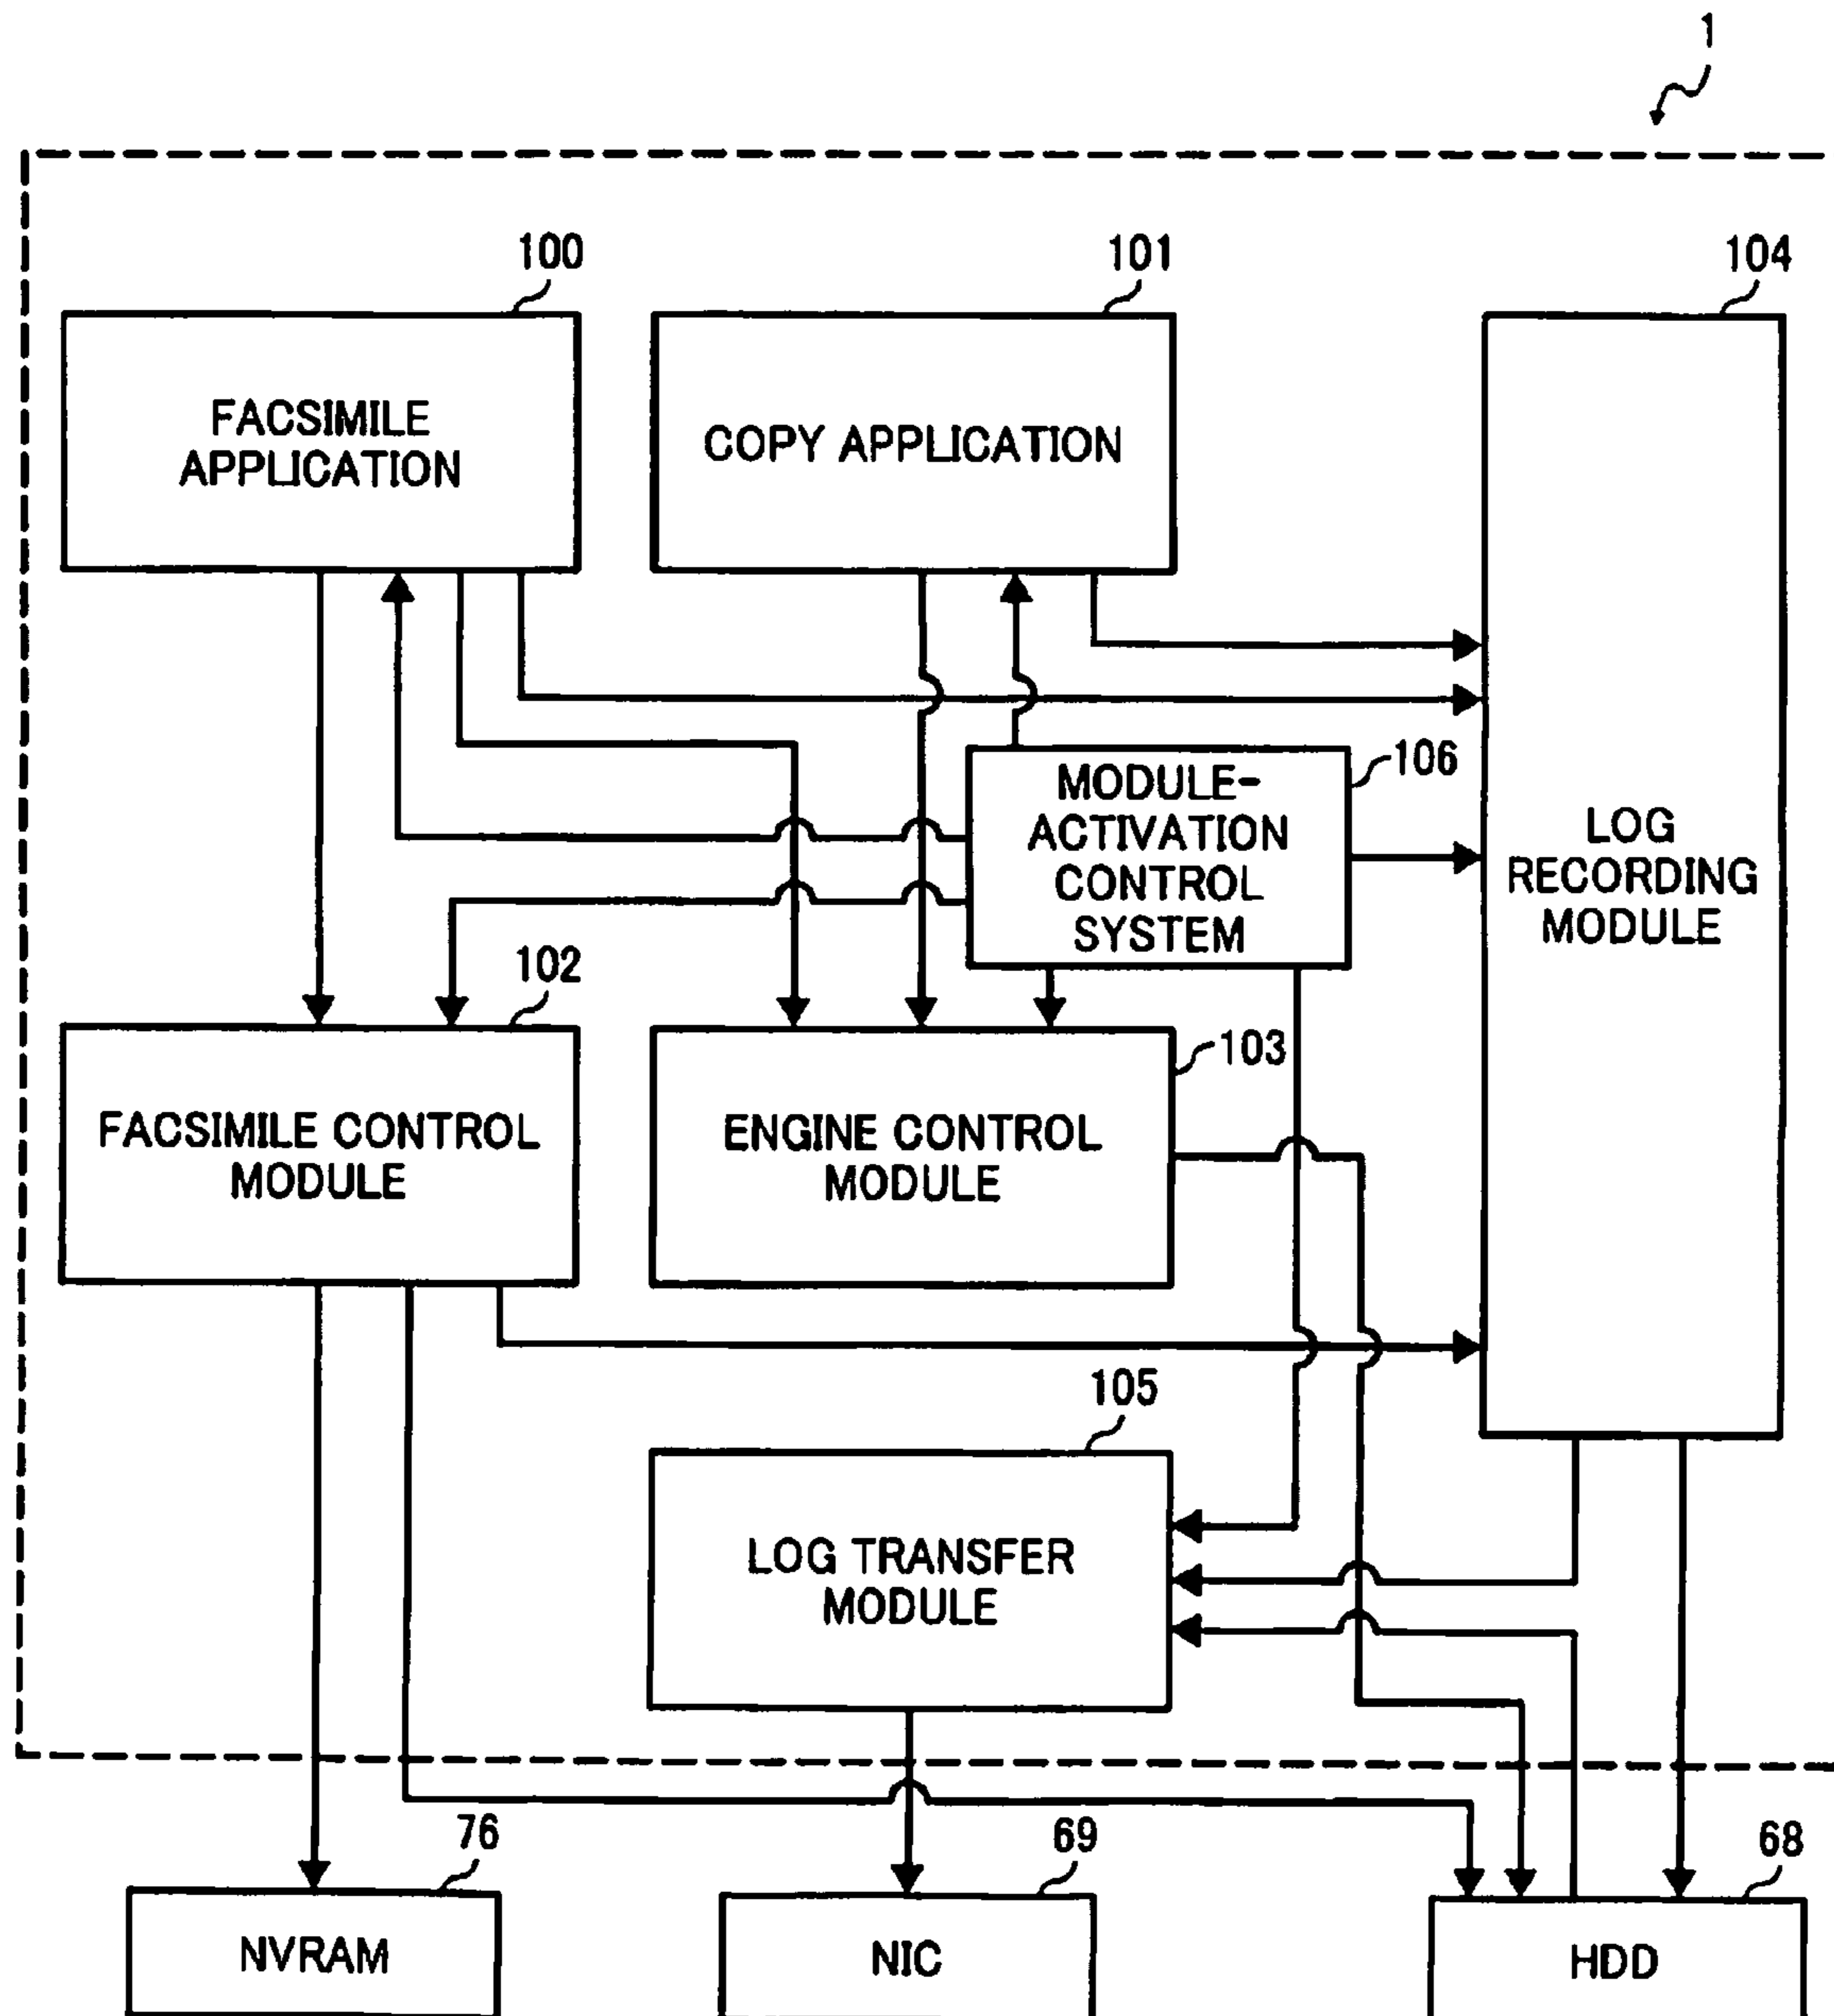 1
100
101
104
FACSIMILE
APPLICATION
COPY APPLICATION
106
MODULE-
ACTIVATION
CONTROL
SYSTEM
LOG
RECORDING
MODULE
102
103
FACSIMILE CONTROL
MODULE
ENGINE CONTROL
MODULE
105
LOG TRANSFER
MODULE
76
69
68
NVRAM
NIC
HDD